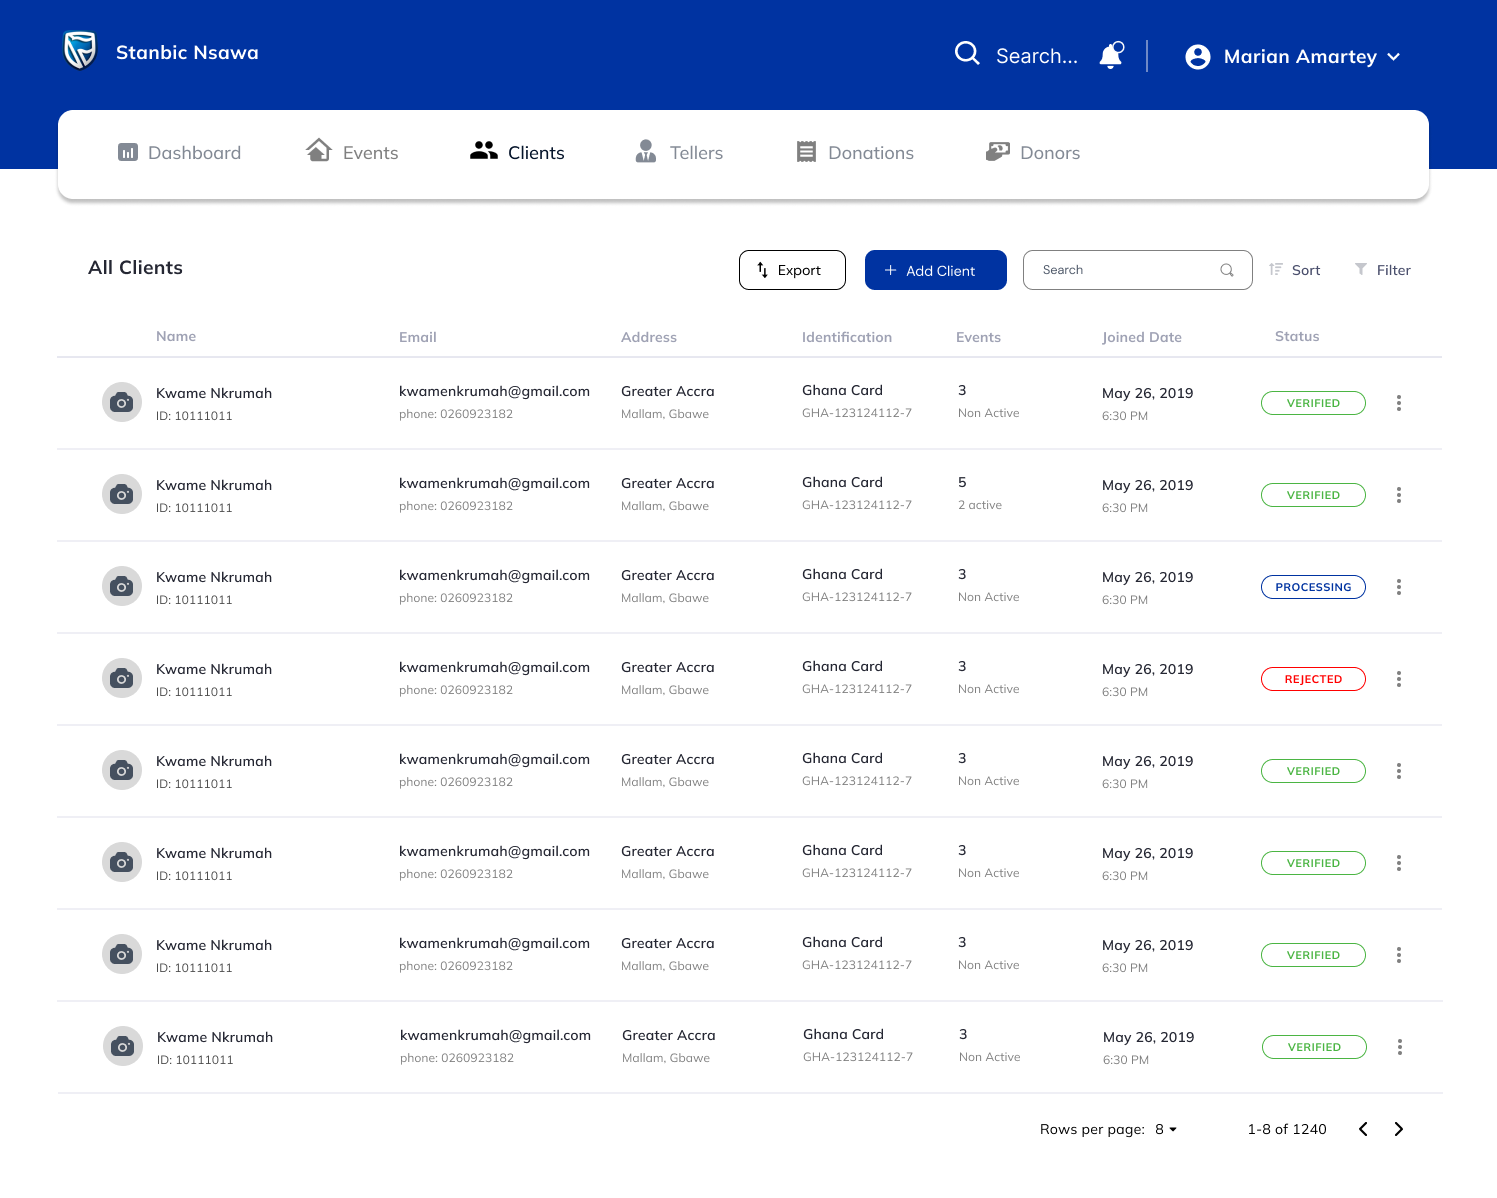 Stanbic Nsawa
Search...
Marian Amartey
Dashboard Events Clients Tellers Donations Donors
All Clients
Export
+ Add Client
Search
Sort
Filter
Name Email Address Identification Events Joined Date Status
Kwame Nkrumah kwamenkrumah@gmail.com Greater Accra Ghana Card 3 May 26, 2019 VERIFIED
ID: 10111011 phone: 0260923182 Mallam, Gbawe GHA-123124112-7 Non Active 6:30 PM
Kwame Nkrumah kwamenkrumah@gmail.com Greater Accra Ghana Card 5 May 26, 2019 VERIFIED
ID: 10111011 phone: 0260923182 Mallam, Gbawe GHA-123124112-7 2 active 6:30 PM
Kwame Nkrumah kwamenkrumah@gmail.com Greater Accra Ghana Card 3 May 26, 2019 PROCESSING
ID: 10111011 phone: 0260923182 Mallam, Gbawe GHA-123124112-7 Non Active 6:30 PM
Kwame Nkrumah kwamenkrumah@gmail.com Greater Accra Ghana Card 3 May 26, 2019 REJECTED
ID: 10111011 phone: 0260923182 Mallam, Gbawe GHA-123124112-7 Non Active 6:30 PM
Kwame Nkrumah kwamenkrumah@gmail.com Greater Accra Ghana Card 3 May 26, 2019 VERIFIED
ID: 10111011 phone: 0260923182 Mallam, Gbawe GHA-123124112-7 Non Active 6:30 PM
Kwame Nkrumah kwamenkrumah@gmail.com Greater Accra Ghana Card 3 May 26, 2019 VERIFIED
ID: 10111011 phone: 0260923182 Mallam, Gbawe GHA-123124112-7 Non Active 6:30 PM
Kwame Nkrumah kwamenkrumah@gmail.com Greater Accra Ghana Card 3 May 26, 2019 VERIFIED
ID: 10111011 phone: 0260923182 Mallam, Gbawe GHA-123124112-7 Non Active 6:30 PM
Kwame Nkrumah kwamenkrumah@gmail.com Greater Accra Ghana Card 3 May 26, 2019 VERIFIED
ID: 10111011 phone: 0260923182 Mallam, Gbawe GHA-123124112-7 Non Active 6:30 PM
Rows per page: 8 1-8 of 1240